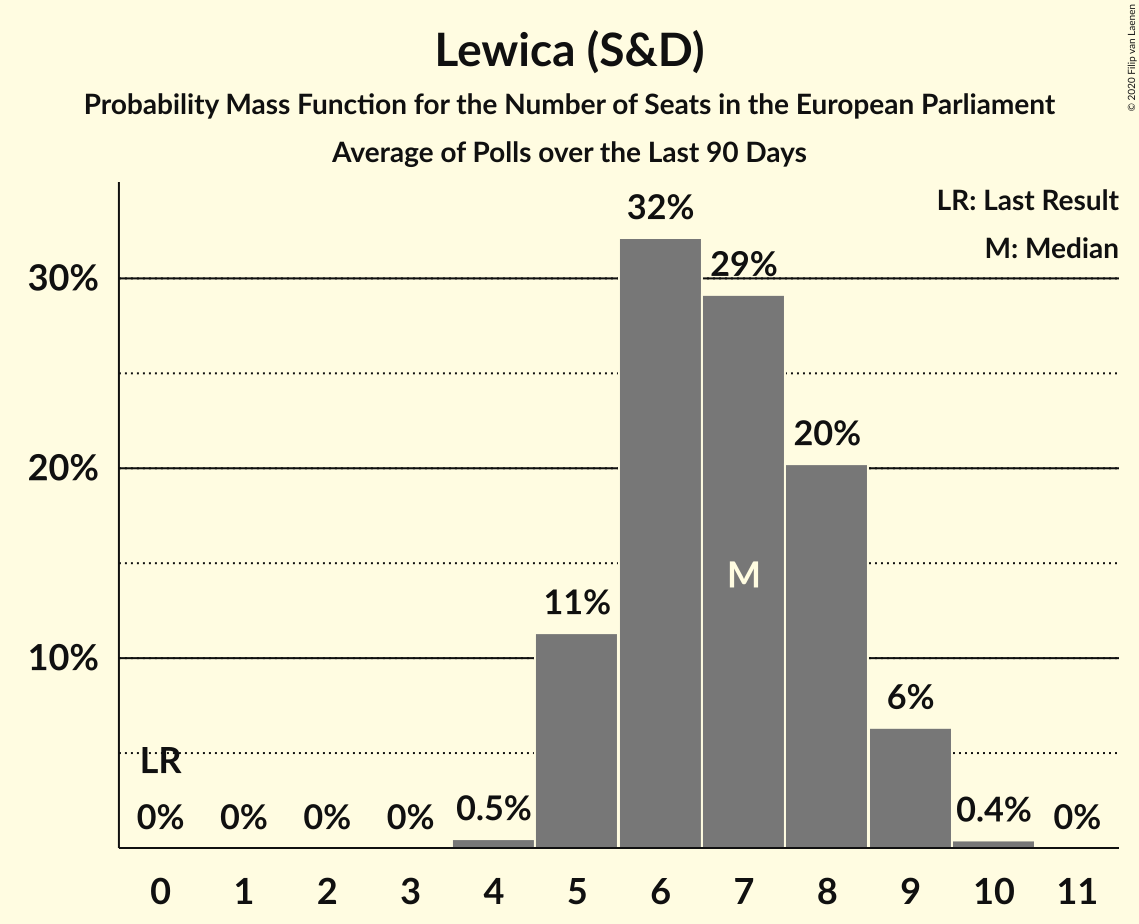 Lewica (S&D)
Probability Mass Function for the Number of Seats in the European Parliament
Average of Polls over the Last 90 Days
© 2020 Filip van Laenen
LR: Last Result
M: Median
30%
20%
10%
LR
0%
0%
0%
0%
0.5%
11%
32%
29%
M
20%
6%
0.4%
0%
0 1 2 3 4 5 6 7 8 9 10 11